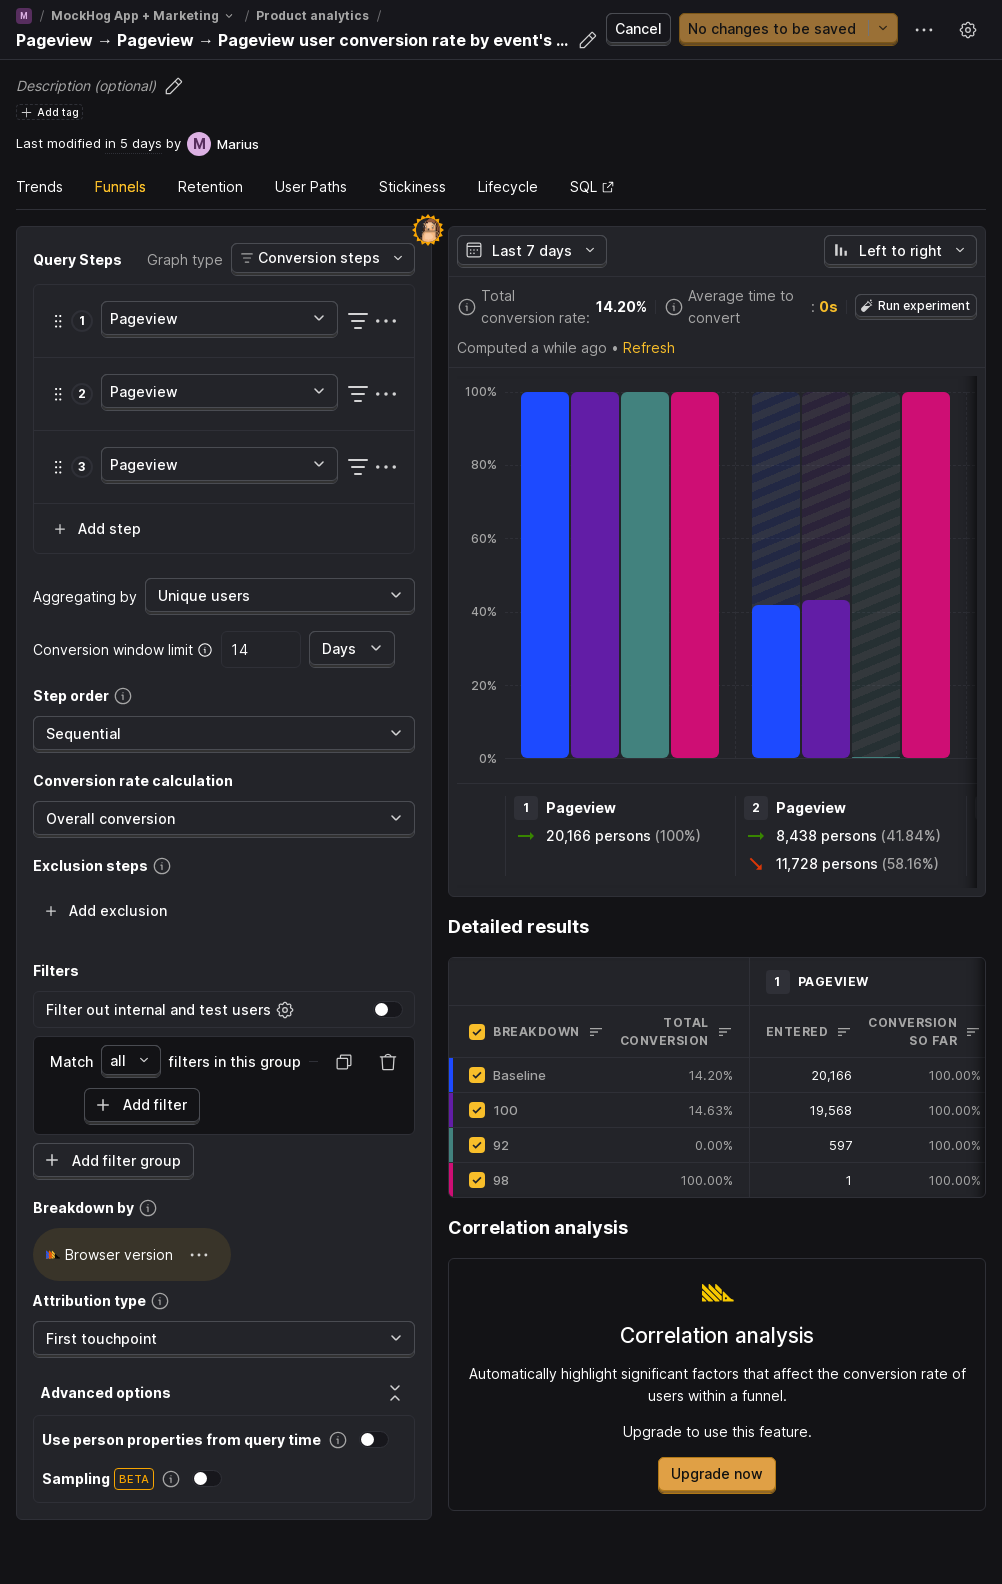 M / MockHog App + Marketing / Product analytics /
Pageview → Pageview → Pageview user conversion rate by event's ...
Cancel
No changes to be saved
Description (optional)
Add tag
Last modified in 5 days by M Marius
Trends Funnels Retention User Paths Stickiness Lifecycle SQL
Query Steps Graph type Conversion steps
1 Pageview
2 Pageview
3 Pageview
Add step
Aggregating by Unique users
Conversion window limit 14 Days
Step order
Sequential
Conversion rate calculation
Overall conversion
Exclusion steps
Add exclusion
Filters
Filter out internal and test users
Match all filters in this group
Add filter
Add filter group
Breakdown by
Browser version
Attribution type
First touchpoint
Advanced options
Use person properties from query time
Sampling BETA
Last 7 days Left to right
Total conversion rate: 14.20% Average time to convert : 0s Run experiment
Computed a while ago • Refresh
100%
80%
60%
40%
20%
0%
1 Pageview 2 Pageview
20,166 persons (100%) 8,438 persons (41.84%)
11,728 persons (58.16%)
Detailed results
1 PAGEVIEW
BREAKDOWN TOTAL CONVERSION ENTERED CONVERSION SO FAR
Baseline 14.20% 20,166 100.00%
100 14.63% 19,568 100.00%
92 0.00% 597 100.00%
98 100.00% 1 100.00%
Correlation analysis
Correlation analysis
Automatically highlight significant factors that affect the conversion rate of
users within a funnel.
Upgrade to use this feature.
Upgrade now